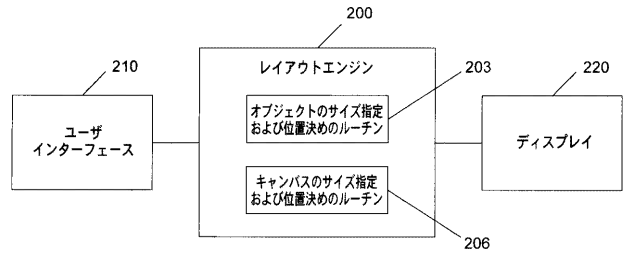 200
210
レイアウトエンジン
203
220
ユーザ
インターフェース
オブジェクトのサイズ指定
および位置決めのルーチン
ディスプレイ
キャンバスのサイズ指定
および位置決めのルーチン
206